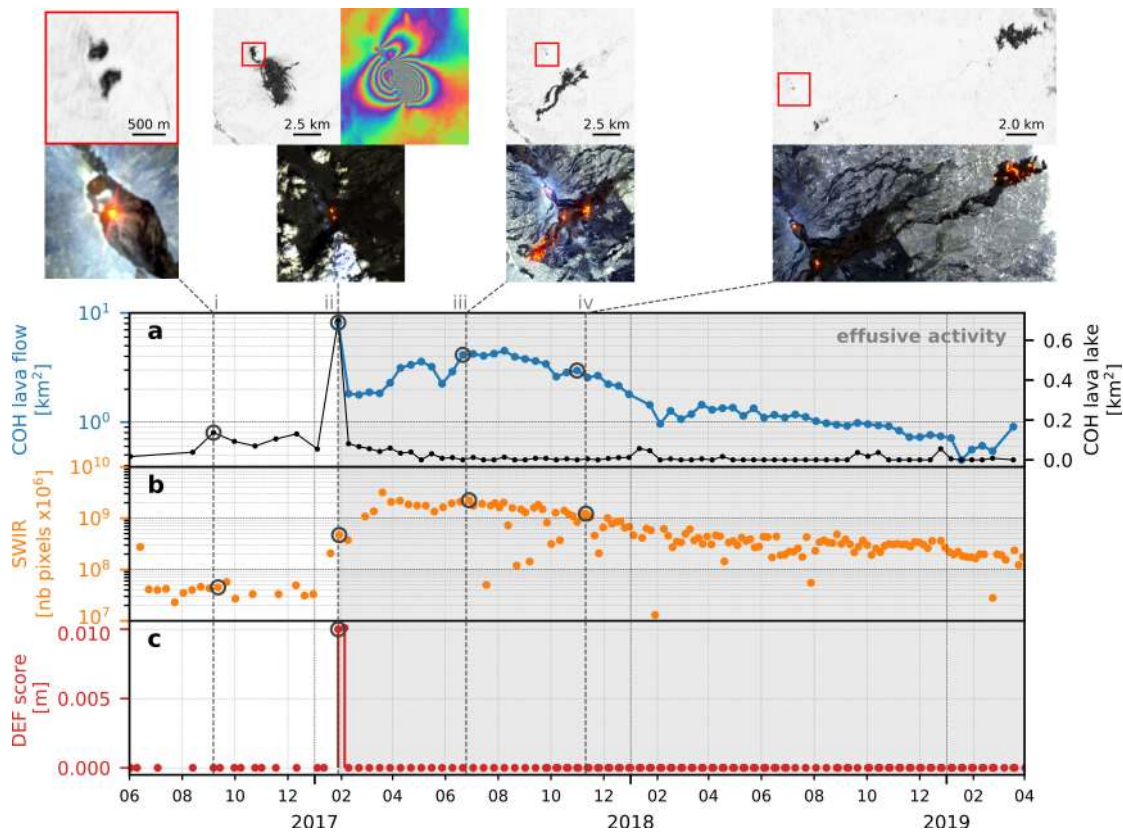 500 m
2.5 km
2.5 km
2.0 km
i
ii
iii
iv
a
effusive activity
COH lava flow
[km²]
10¹
10⁰
COH lava lake
[km²]
0.6
0.4
0.2
0.0
b
SWIR
[nb pixels x10⁶]
10¹⁰
10⁹
10⁸
10⁷
c
DEF score
[m]
0.010
0.005
0.000
06 08 10 12 02 04 06 08 10 12 02 04 06 08 10 12 02 04
2017 2018 2019